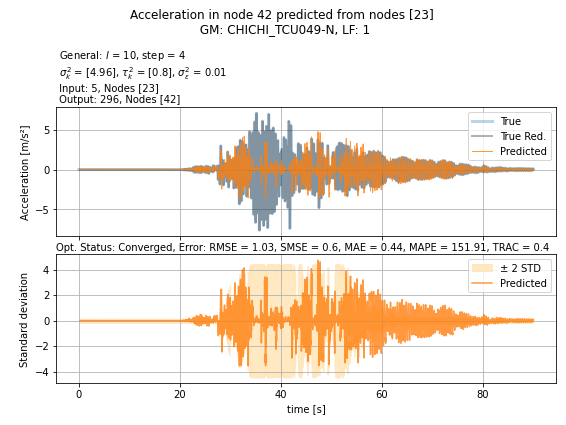 Acceleration in node 42 predicted from nodes [23]
GM: CHICHI_TCU049-N, LF: 1
General: l = 10, step = 4
σ²ₖ = [4.96], τ²ₖ = [0.8], σ²_ε = 0.01
Input: 5, Nodes [23]
Output: 296, Nodes [42]
Acceleration [m/s²]
5
0
−5
True
True Red.
Predicted
Opt. Status: Converged, Error: RMSE = 1.03, SMSE = 0.6, MAE = 0.44, MAPE = 151.91, TRAC = 0.4
Standard deviation
4
2
0
−2
−4
± 2 STD
Predicted
0 20 40 60 80
time [s]